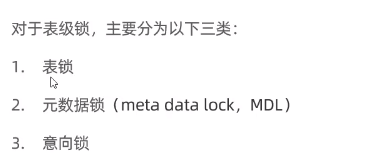 对于表级锁，主要分为以下三类：
1. 表锁
2. 元数据锁（meta data lock，MDL）
3. 意向锁